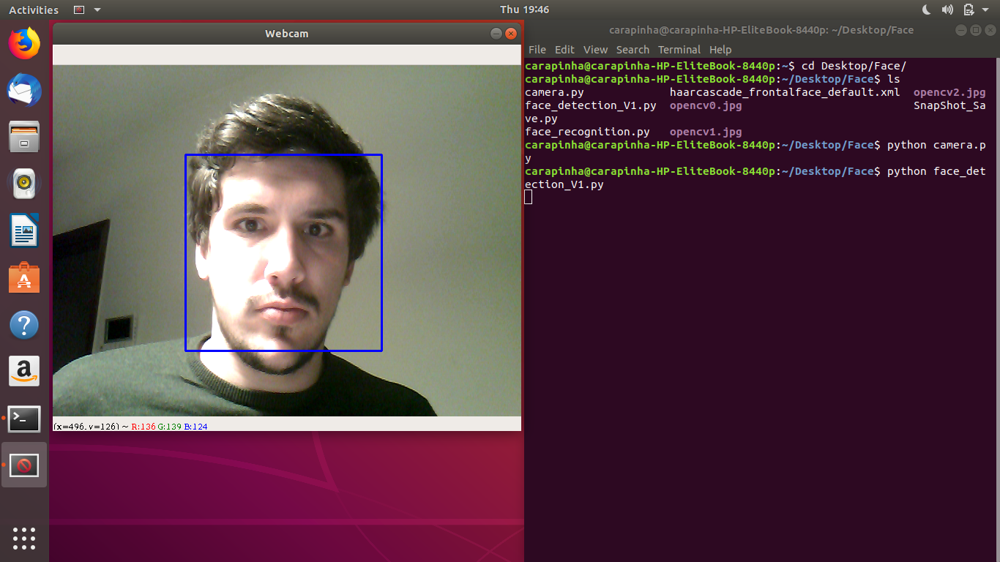 Activities
Thu 19:46
Webcam
(x=496, y=126) ~ R:136 G:139 B:124
carapinha@carapinha-HP-EliteBook-8440p: ~/Desktop/Face
File Edit View Search Terminal Help
carapinha@carapinha-HP-EliteBook-8440p:~$ cd Desktop/Face/
carapinha@carapinha-HP-EliteBook-8440p:~/Desktop/Face$ ls
camera.py haarcascade_frontalface_default.xml opencv2.jpg
face_detection_V1.py opencv0.jpg SnapShot_Sa
ve.py
face_recognition.py opencv1.jpg
carapinha@carapinha-HP-EliteBook-8440p:~/Desktop/Face$ python camera.p
y
carapinha@carapinha-HP-EliteBook-8440p:~/Desktop/Face$ python face_det
ection_V1.py